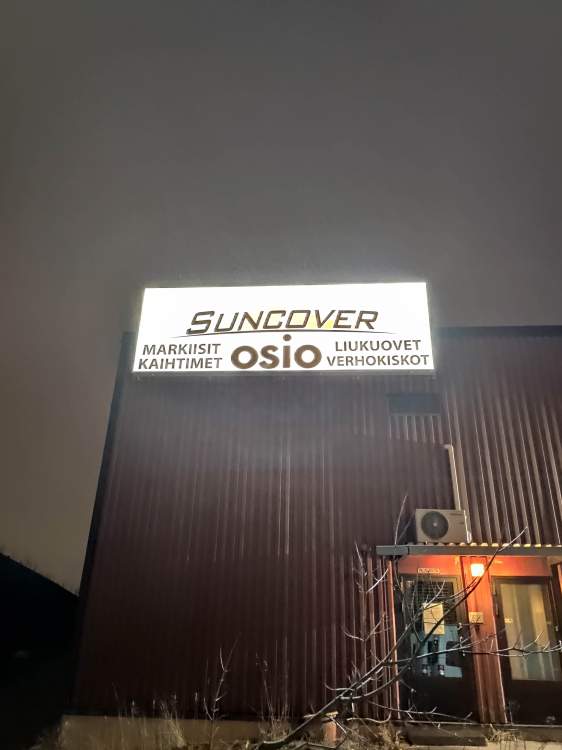 SUNCOVER
MARKIISIT osio LIUKUOVET
KAIHTIMET VERHOKISKOT